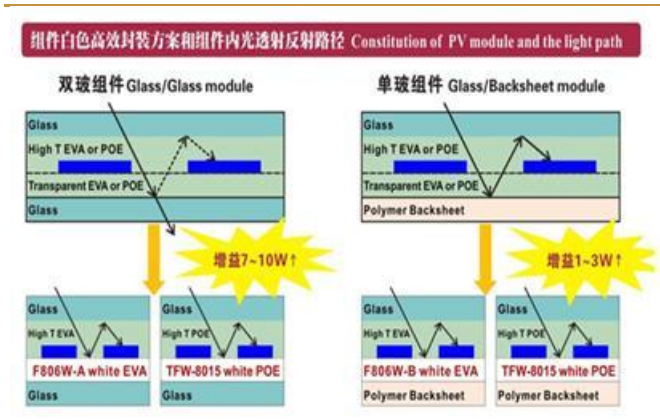 组件白色高效封装方案和组件内光透射反射路径 Constitution of PV module and the light path
双玻组件 Glass/Glass module
Glass
High T EVA or POE
Transparent EVA or POE
Glass
增益7~10W↑
Glass
High T EVA
F806W-A white EVA
Glass
Glass
High T POE
TFW-8015 white POE
Glass
单玻组件 Glass/Backsheet module
Glass
High T EVA or POE
Transparent EVA or POE
Polymer Backsheet
增益1~3W↑
Glass
High T EVA
F806W-B white EVA
Polymer Backsheet
Glass
High T POE
TFW-8015 white POE
Polymer Backsheet